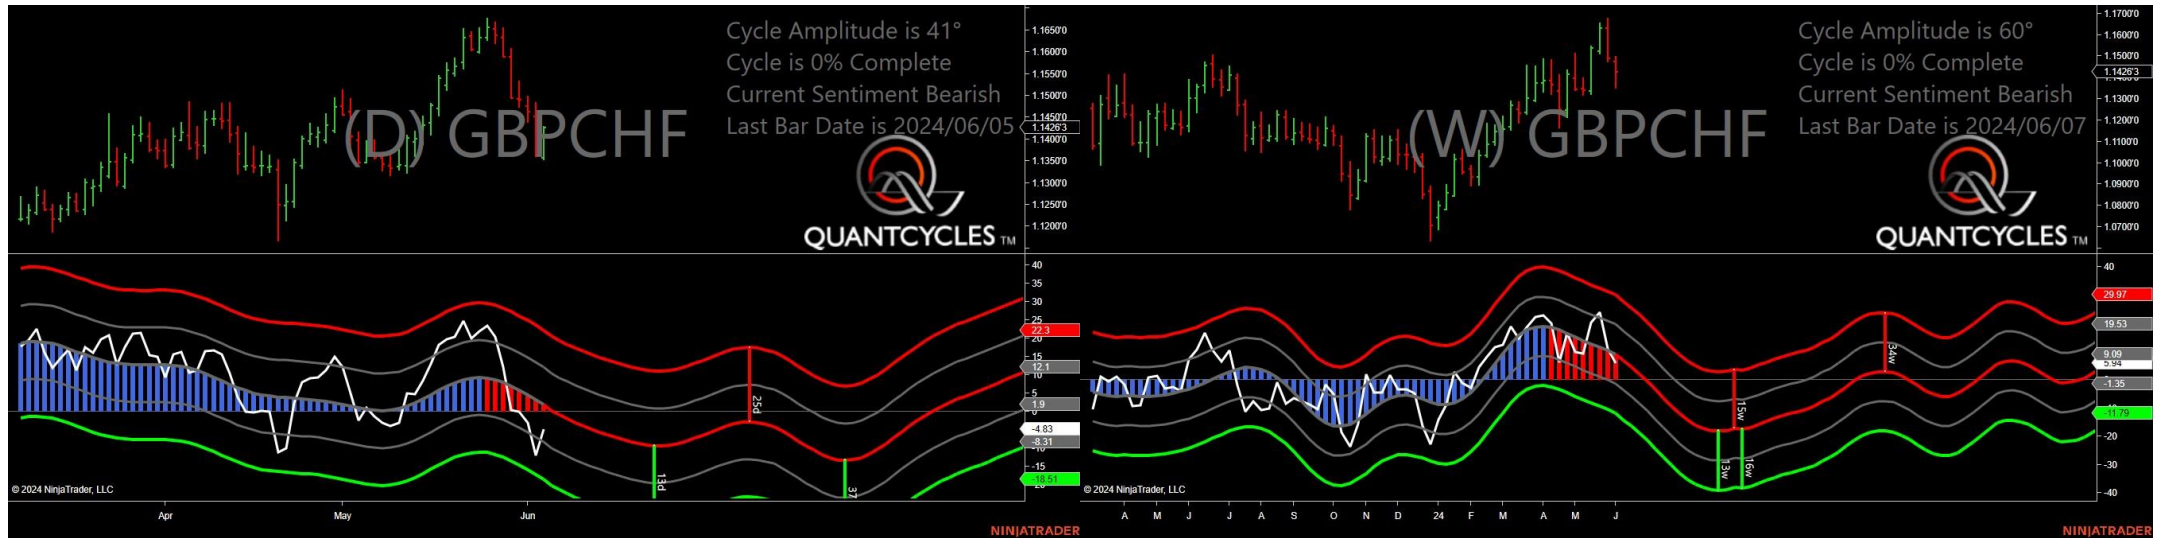 Cycle Amplitude is 41°
Cycle is 0% Complete
Current Sentiment Bearish
Last Bar Date is 2024/06/05
(D) GBPCHF
QUANTCYCLES TM
1.1650'0
1.1600'0
1.1550'0
1.1500'0
1.1450'0
1.1426'3
1.1400'0
1.1350'0
1.1300'0
1.1250'0
1.1200'0
40
35
30
25
22.3
20
15
12.1
10
5
1.9
0
-4.83
-8.31
-10
-15
-18.51
25d
13d
37
© 2024 NinjaTrader, LLC
Apr
May
Jun
NINJATRADER
Cycle Amplitude is 60°
Cycle is 0% Complete
Current Sentiment Bearish
Last Bar Date is 2024/06/07
(W) GBPCHF
QUANTCYCLES TM
1.1700'0
1.1600'0
1.1500'0
1.1426'3
1.1300'0
1.1200'0
1.1100'0
1.1000'0
1.0900'0
1.0800'0
1.0700'0
40
29.97
19.53
9.09
5.94
-1.35
-11.79
-20
-30
-40
34w
15w
13w
16w
© 2024 NinjaTrader, LLC
A M J J A S O N D 24 F M A M J
NINJATRADER